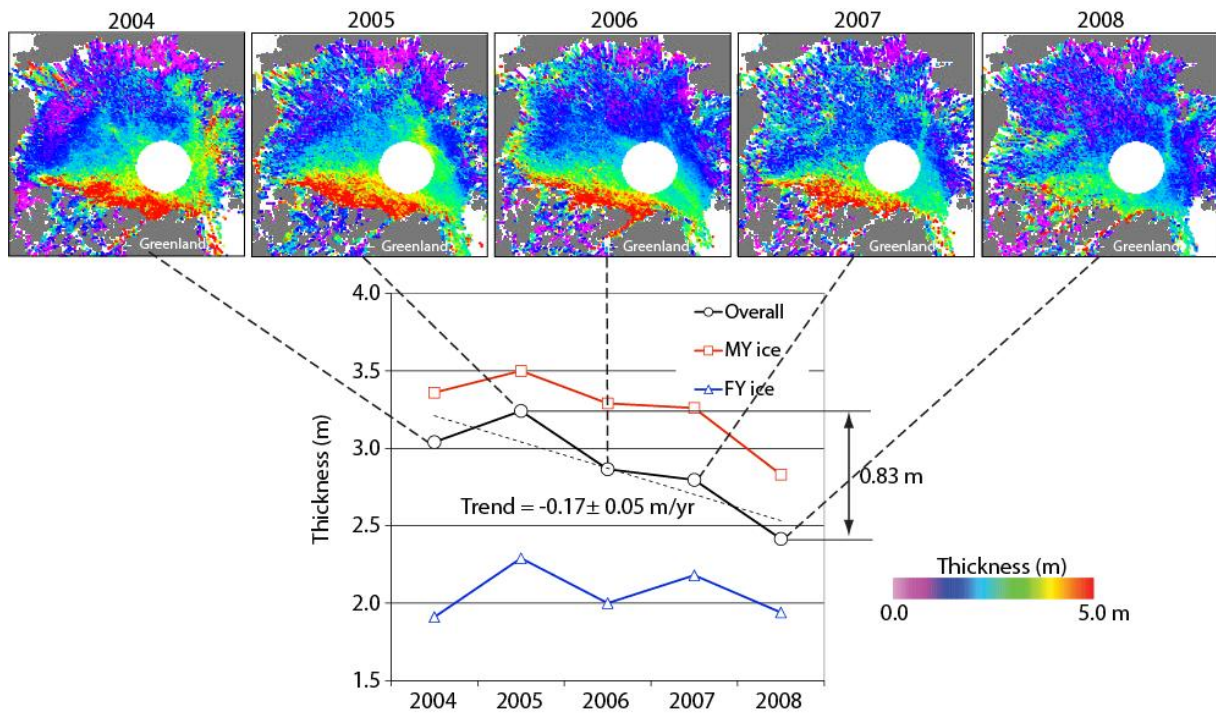 2004 2005 2006 2007 2008
Greenland Greenland Greenland Greenland Greenland
4.0
Overall
MY ice
3.5
FY ice
3.0
0.83 m
Trend = -0.17± 0.05 m/yr
Thickness (m)
2.5
Thickness (m)
2.0
0.0 5.0 m
1.5
2004 2005 2006 2007 2008